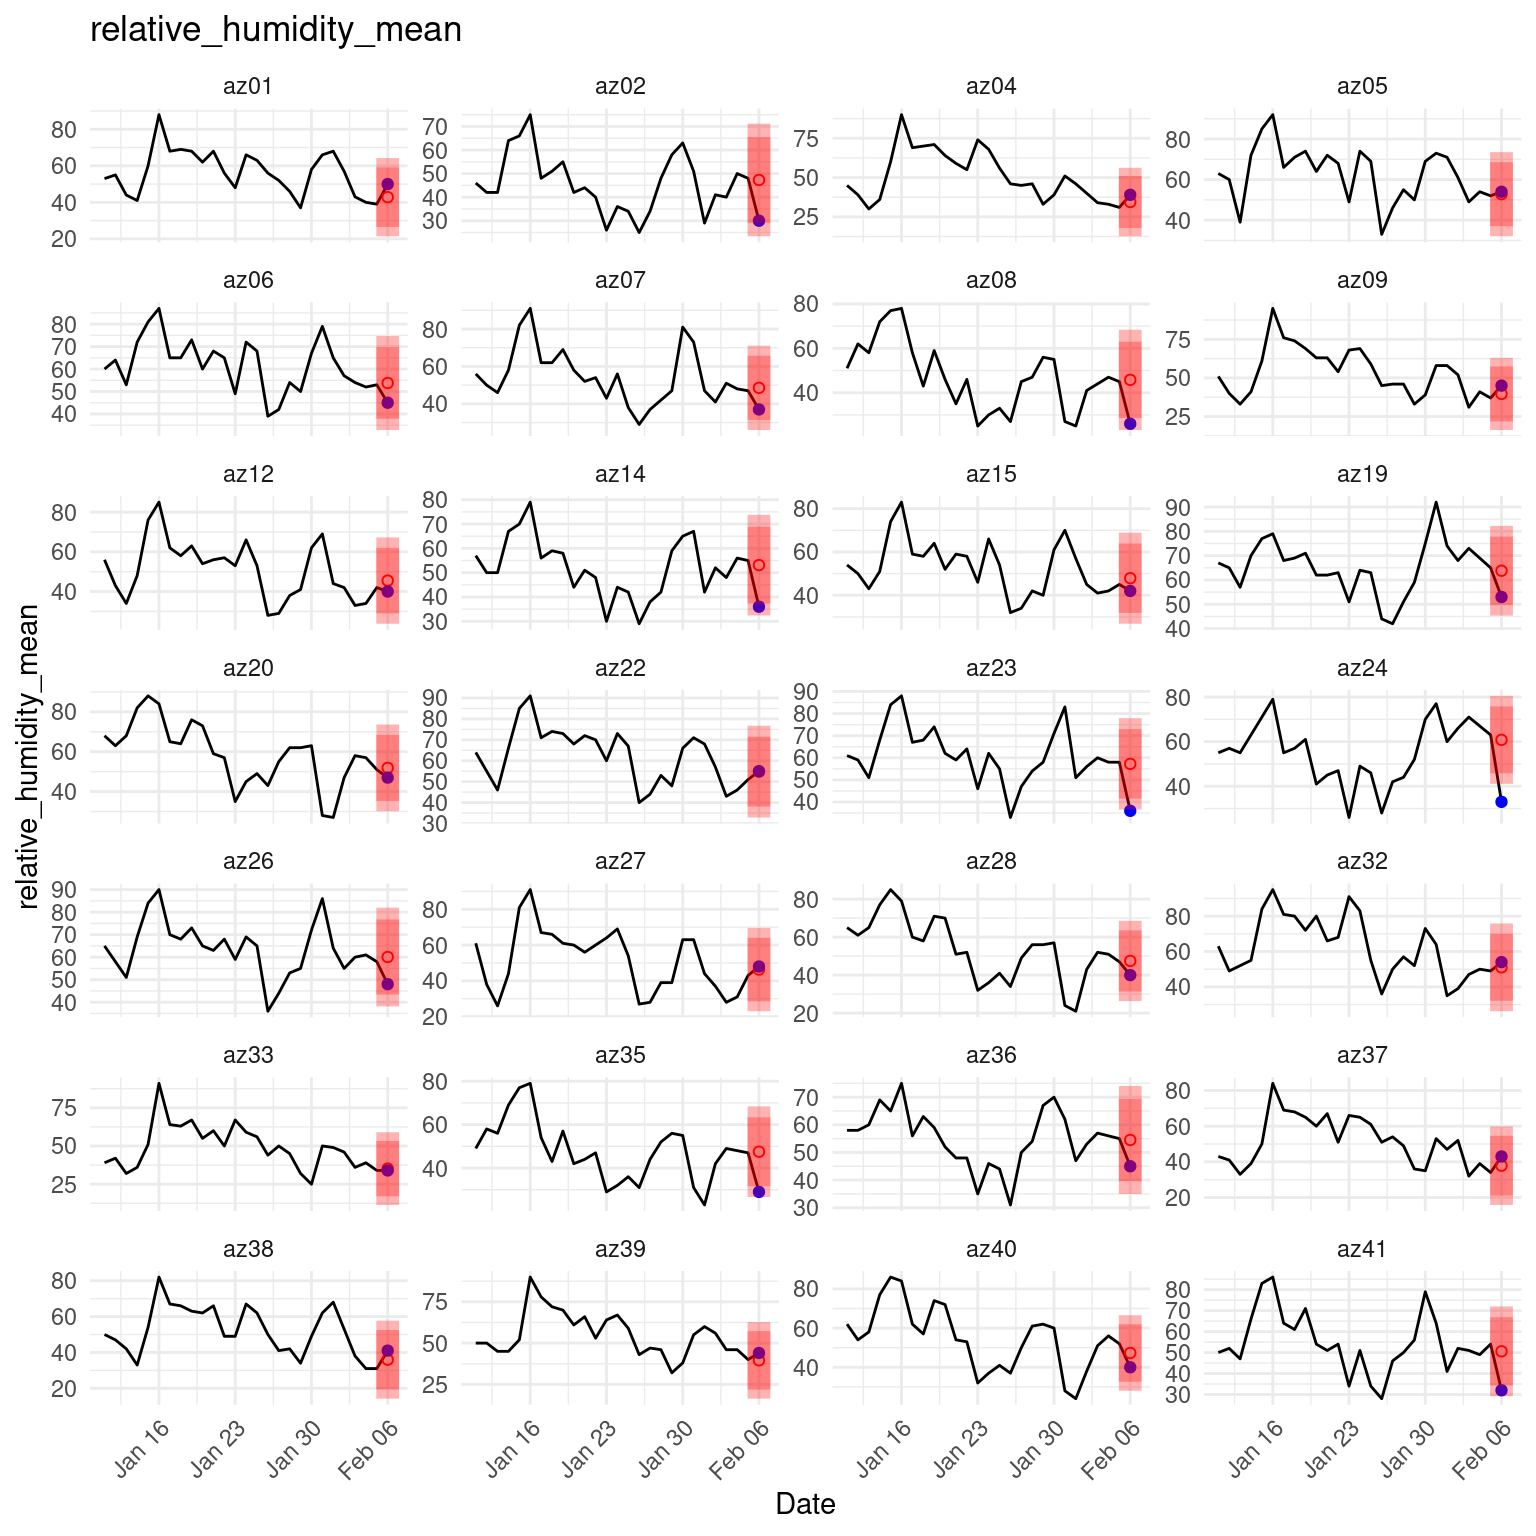 relative_humidity_mean
az01 az02 az04 az05
80 70 75 80
60 60 50 60
40 50 25 40
20 40
30
az06 az07 az08 az09
80 80 80 75
70 60 60 50
60 40 40 25
50
40
az12 az14 az15 az19
80 80 80 90
60 70 60 80
40 60 40 70
50 60
40 50
30 40
az20 az22 az23 az24
80 90 90 80
60 80 80 60
40 70 70 40
60 60
50 50
40 40
30
az26 az27 az28 az32
90 80 80 80
80 60 60 60
70 40 40 40
60 20 20
50
40
az33 az35 az36 az37
75 80 70 80
50 60 60 60
25 40 50 40
40 20
30
az38 az39 az40 az41
80 75 80 80
60 50 60 70
40 25 40 60
20 50
40
30
Jan 16 Jan 23 Jan 30 Feb 06 Jan 16 Jan 23 Jan 30 Feb 06 Jan 16 Jan 23 Jan 30 Feb 06 Jan 16 Jan 23 Jan 30 Feb 06
Date
relative_humidity_mean